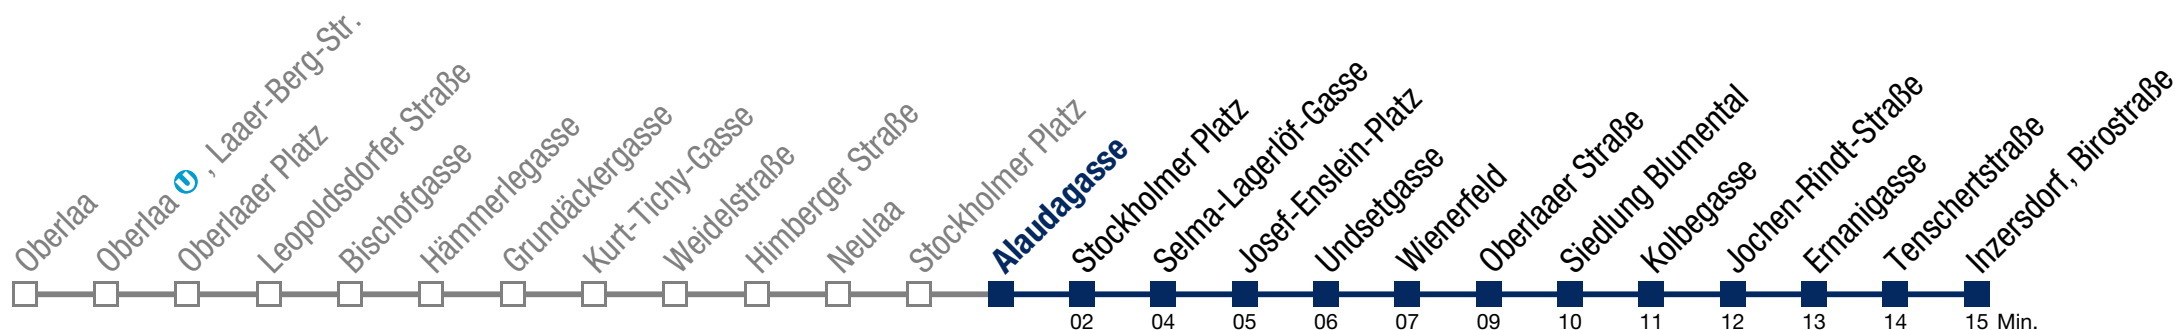 Oberlaa
Oberlaa U, Laaer-Berg-Str.
Oberlaaer Platz
Leopoldsdorfer Straße
Bischofgasse
Hämmerlegasse
Grundäckergasse
Kurt-Tichy-Gasse
Weidelstraße
Himberger Straße
Neulaa
Stockholmer Platz
Alaudagasse
Stockholmer Platz
Selma-Lagerlöf-Gasse
Josef-Enslein-Platz
Undsetgasse
Wienerfeld
Oberlaaer Straße
Siedlung Blumental
Kolbegasse
Jochen-Rindt-Straße
Ernanigasse
Tenschertstraße
Inzersdorf, Birostraße
02 04 05 06 07 09 10 11 12 13 14 15 Min.